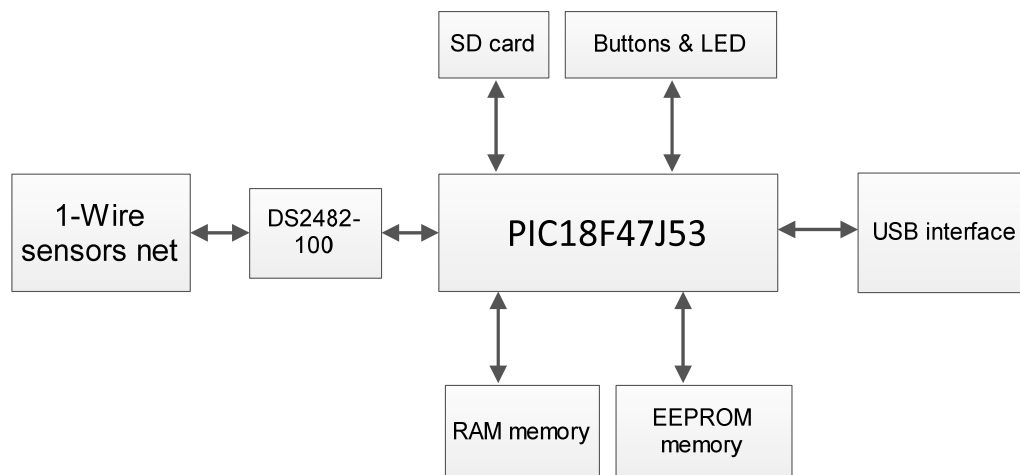 SD card
Buttons & LED
1-Wire
sensors net
DS2482-
100
PIC18F47J53
USB interface
RAM memory
EEPROM
memory